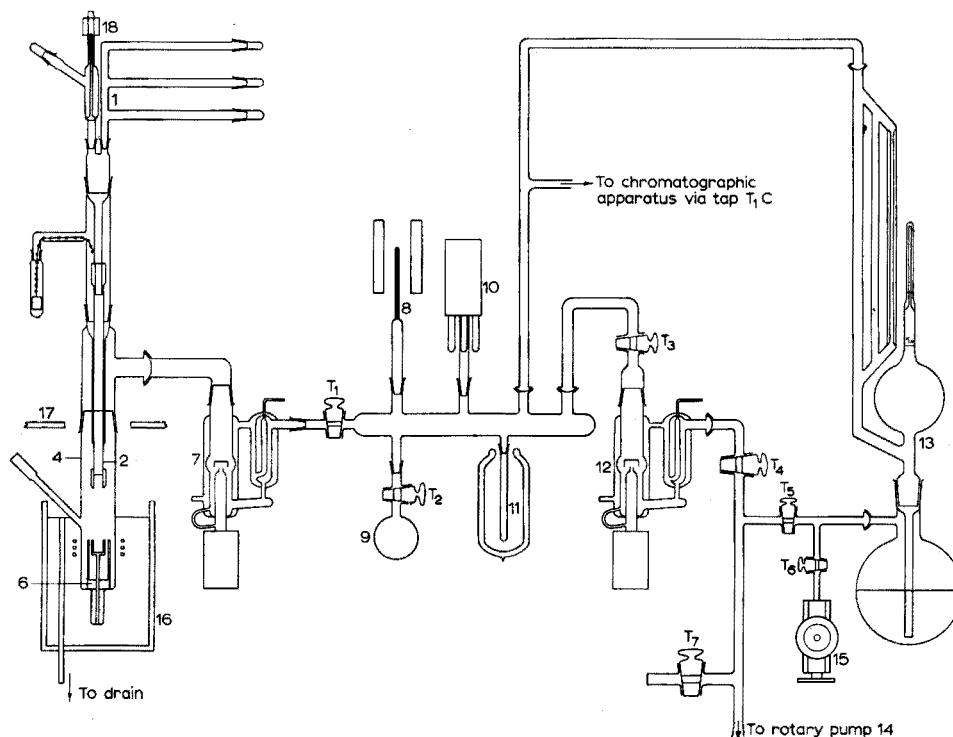 18
1
To chromatographic
apparatus via tap T₁C
10
8
T₃
17
T₁
4
2
7
12
13
T₂
T₄
11
T₅
9
6
T₆
16
T₇
15
To drain
To rotary pump 14